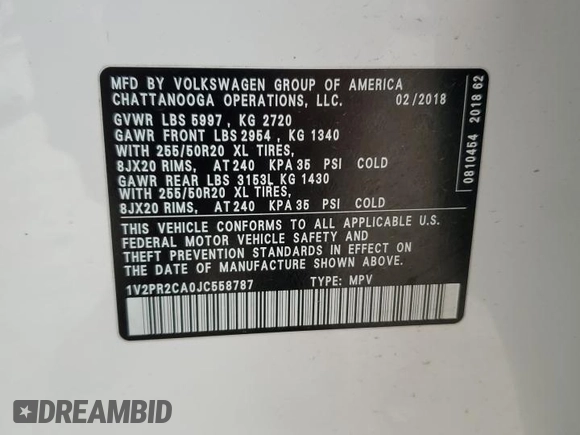 MFD BY VOLKSWAGEN GROUP OF AMERICA
CHATTANOOGA OPERATIONS, LLC. 02/2018
GVWR LBS 5997, KG 2720
GAWR FRONT LBS 2954, KG 1340
WITH 255/50R20 XL TIRES,
8JX20 RIMS, AT 240 KPA 35 PSI COLD
GAWR REAR LBS 3153L KG 1430
WITH 255/50R20 XL TIRES,
8JX20 RIMS, AT 240 KPA 35 PSI COLD
THIS VEHICLE CONFORMS TO ALL APPLICABLE U.S.
FEDERAL MOTOR VEHICLE SAFETY AND
THEFT PREVENTION STANDARDS IN EFFECT ON
THE DATE OF MANUFACTURE SHOWN ABOVE
1V2PR2CA0JC558787 TYPE: MPV
0810454 2018 62
DREAMBID